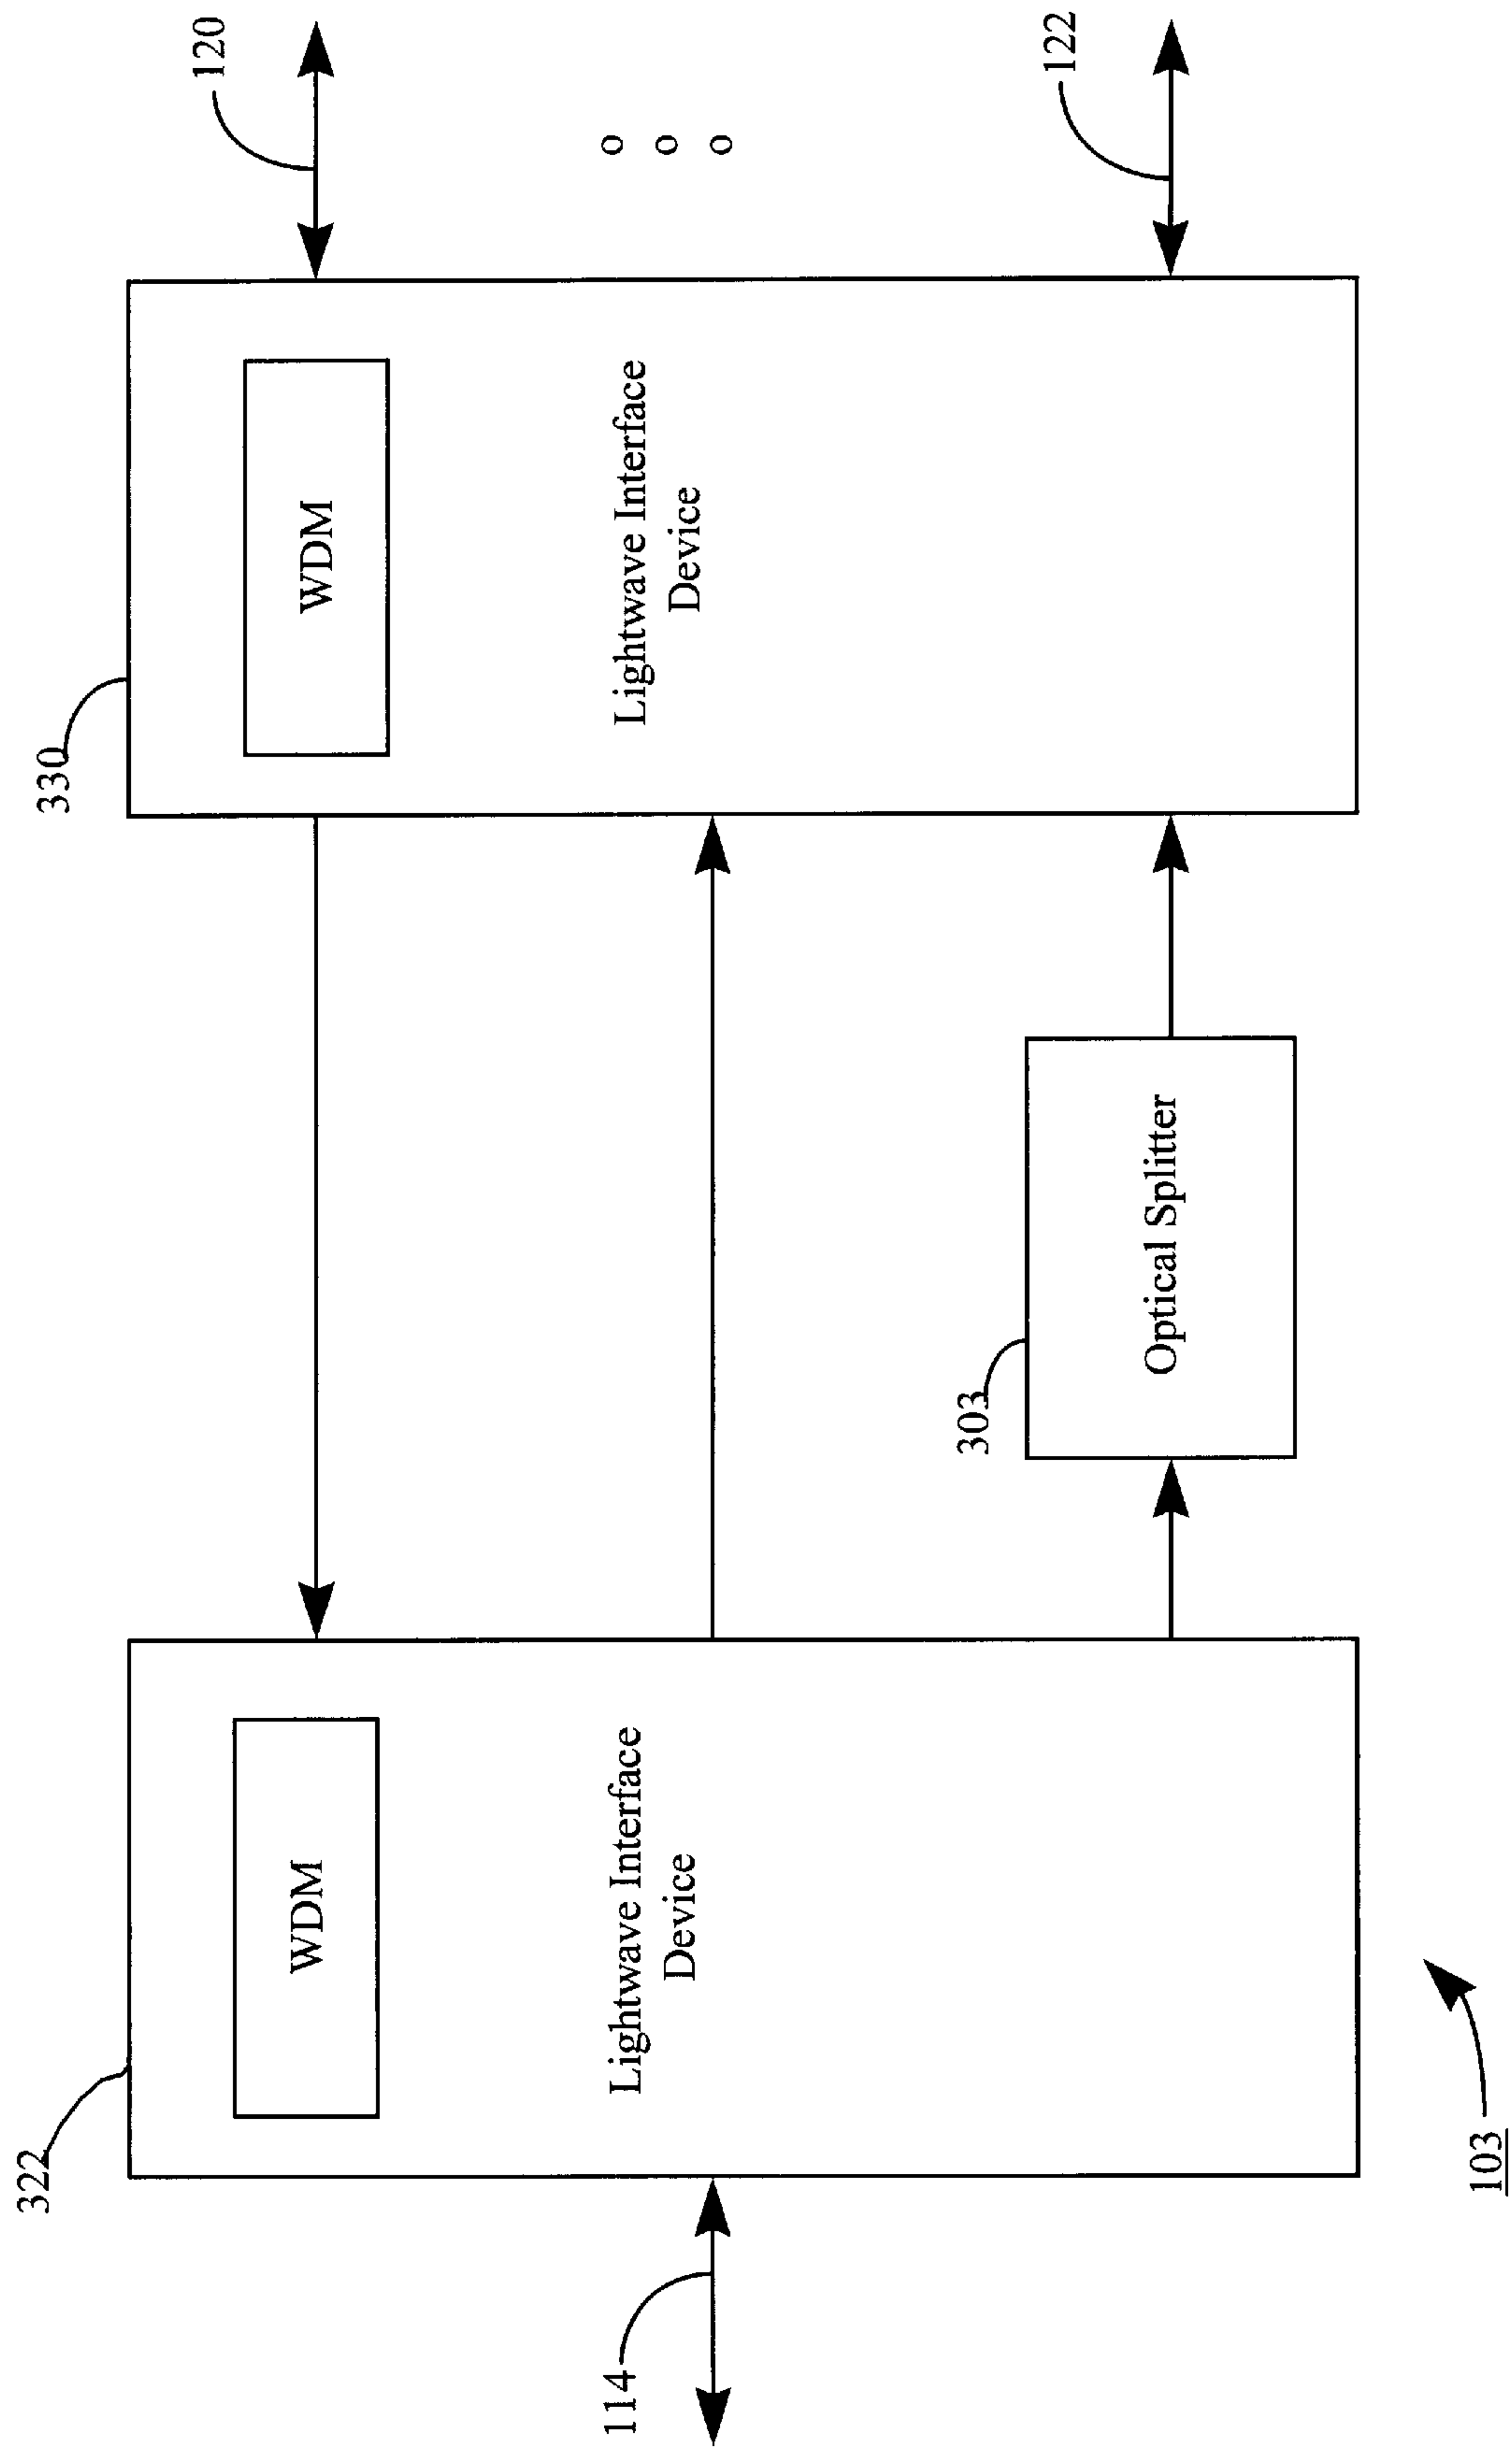 322
330
WDM
WDM
120
114
Lightwave Interface
Device
Lightwave Interface
Device
o o o
303
Optical Splitter
122
103